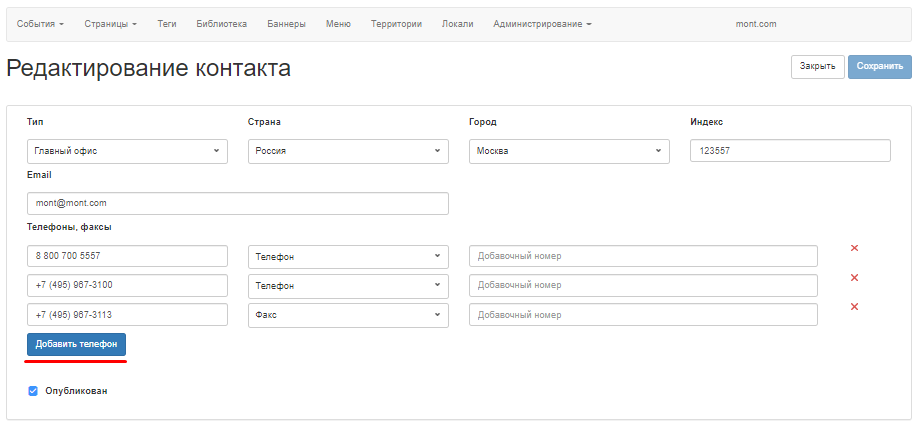 События Страницы Теги Библиотека Баннеры Меню Территории Локали Администрирование mont.com
Редактирование контакта Закрыть Сохранить
Тип Страна Город Индекс
Главный офис Россия Москва 123557
Email
mont@mont.com
Телефоны, факсы
8 800 700 5557 Телефон Добавочный номер
+7 (495) 967-3100 Телефон Добавочный номер
+7 (495) 967-3113 Факс Добавочный номер
Добавить телефон
Опубликован